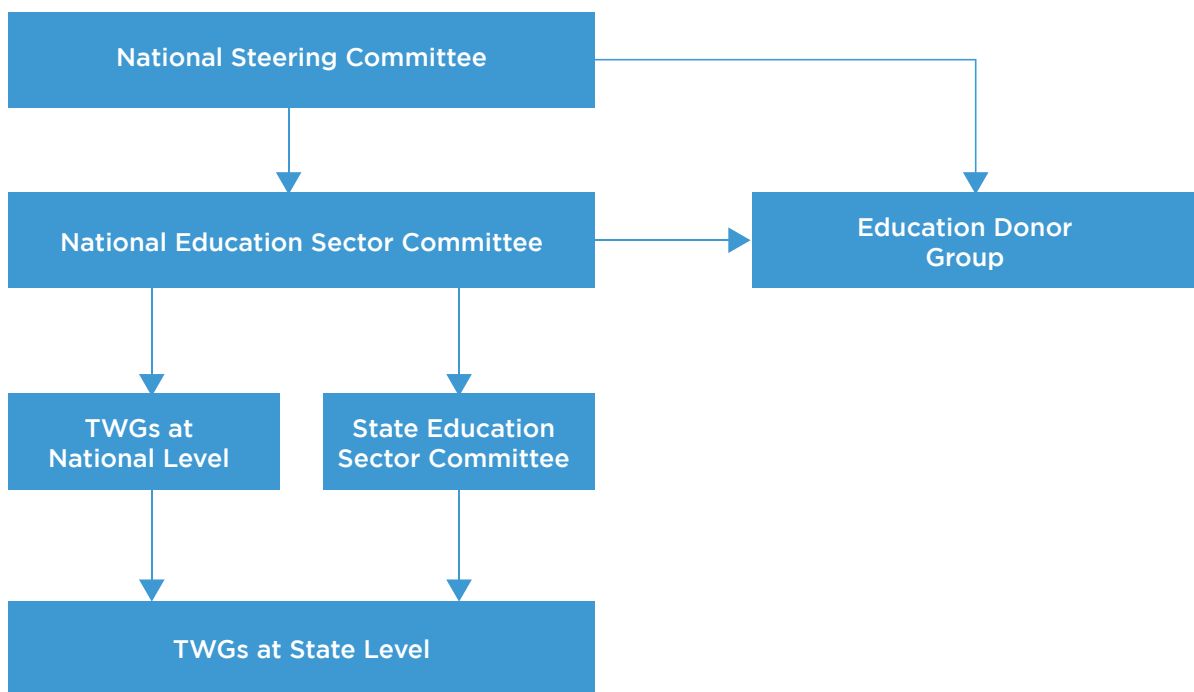 National Steering Committee
National Education Sector Committee
Education Donor
Group
TWGs at
National Level
State Education
Sector Committee
TWGs at State Level